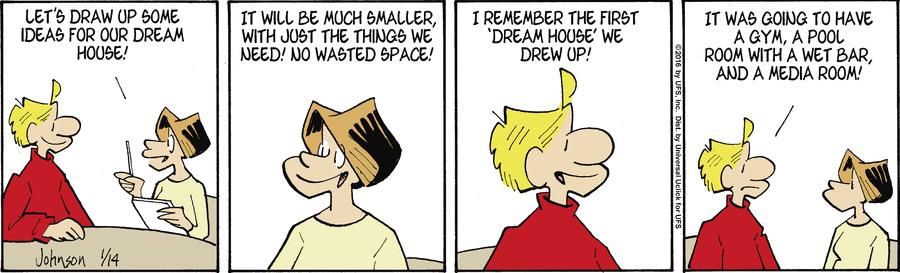 LET'S DRAW UP SOME
IDEAS FOR OUR DREAM
HOUSE!
Johnson 1/14
IT WILL BE MUCH SMALLER,
WITH JUST THE THINGS WE
NEED! NO WASTED SPACE!
I REMEMBER THE FIRST
'DREAM HOUSE' WE
DREW UP!
©2016 by UFS, Inc. Dist. by Universal Uclick for UFS
IT WAS GOING TO HAVE
A GYM, A POOL
ROOM WITH A WET BAR,
AND A MEDIA ROOM!